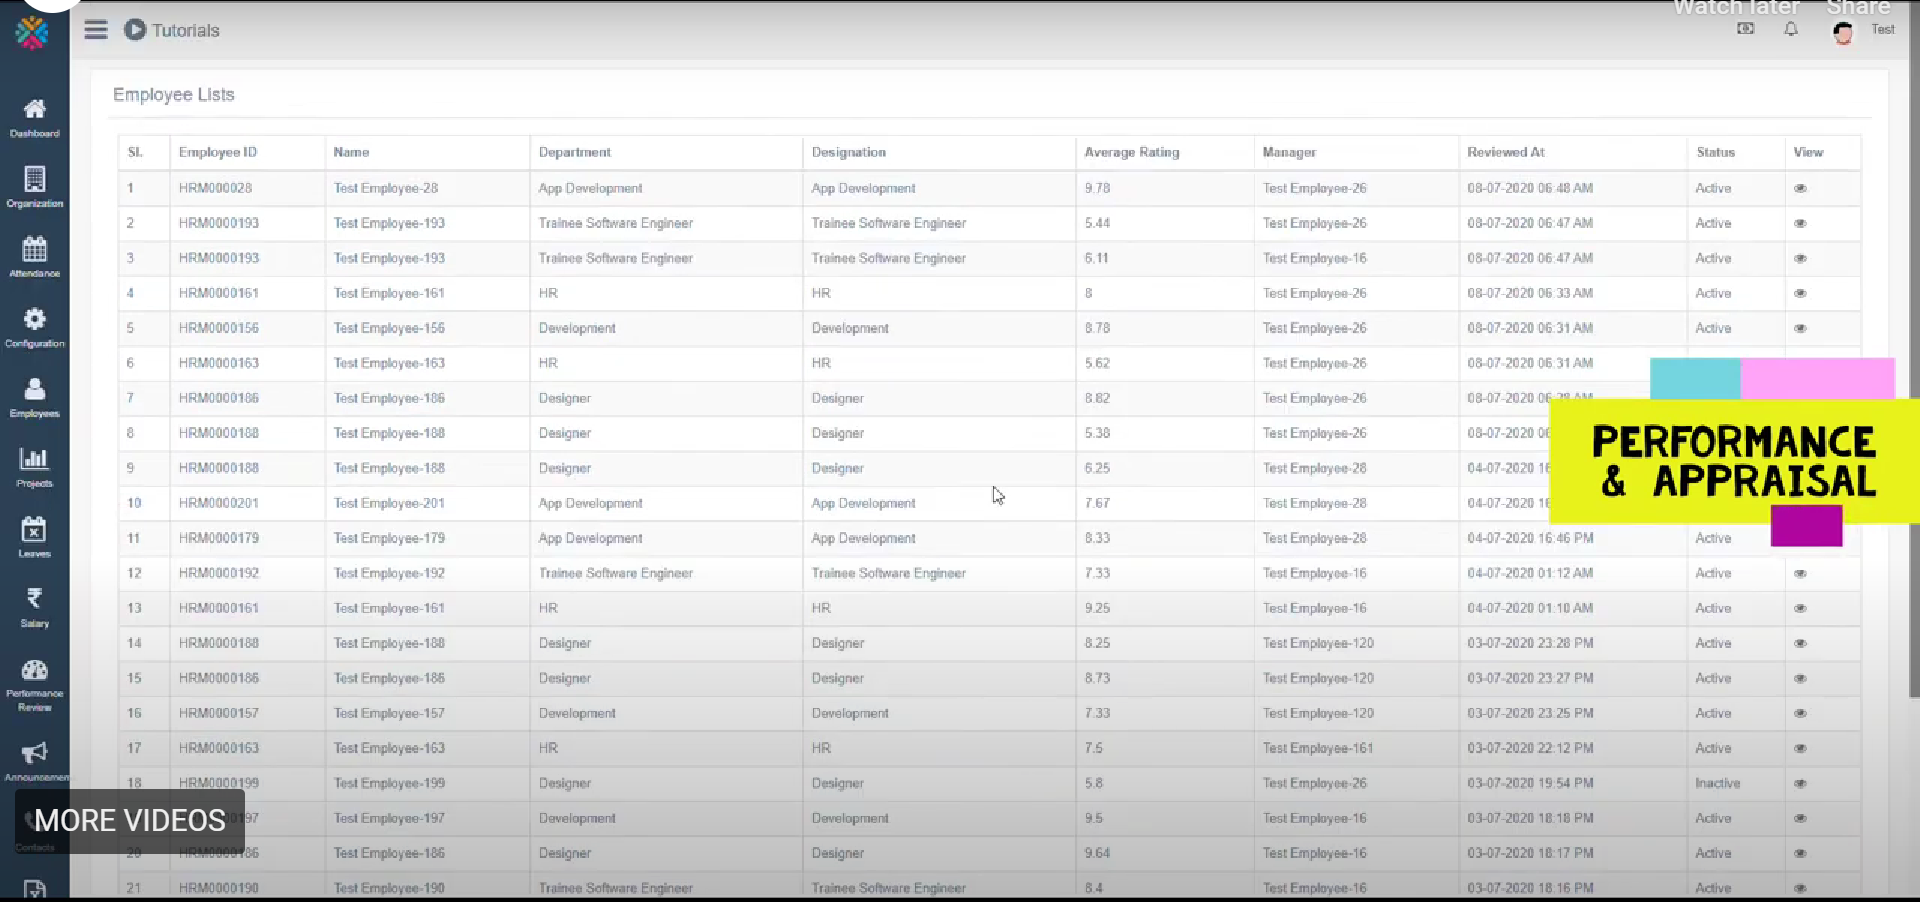 Watch later Share
Tutorials
Test
Employee Lists
Sl. Employee ID Name Department Designation Average Rating Manager Reviewed At Status View
1 HRM000028 Test Employee-28 App Development App Development 9.78 Test Employee-26 08-07-2020 06:48 AM Active
2 HRM0000193 Test Employee-193 Trainee Software Engineer Trainee Software Engineer 5.44 Test Employee-26 08-07-2020 06:47 AM Active
3 HRM0000193 Test Employee-193 Trainee Software Engineer Trainee Software Engineer 6.11 Test Employee-16 08-07-2020 06:47 AM Active
4 HRM0000161 Test Employee-161 HR HR 8 Test Employee-26 08-07-2020 06:33 AM Active
5 HRM0000156 Test Employee-156 Development Development 8.78 Test Employee-26 08-07-2020 06:31 AM Active
6 HRM0000163 Test Employee-163 HR HR 5.62 Test Employee-26 08-07-2020 06:31 AM
7 HRM0000186 Test Employee-186 Designer Designer 8.82 Test Employee-26 08-07-2020
8 HRM0000188 Test Employee-188 Designer Designer 5.38 Test Employee-26 08-07-2020
9 HRM0000188 Test Employee-188 Designer Designer 6.25 Test Employee-28 04-07-2020
10 HRM0000201 Test Employee-201 App Development App Development 7.67 Test Employee-28 04-07-2020
11 HRM0000179 Test Employee-179 App Development App Development 8.33 Test Employee-28 04-07-2020 16:46 PM Active
12 HRM0000192 Test Employee-192 Trainee Software Engineer Trainee Software Engineer 7.33 Test Employee-16 04-07-2020 01:12 AM Active
13 HRM0000161 Test Employee-161 HR HR 9.25 Test Employee-16 04-07-2020 01:10 AM Active
14 HRM0000188 Test Employee-188 Designer Designer 8.25 Test Employee-120 03-07-2020 23:28 PM Active
15 HRM0000186 Test Employee-186 Designer Designer 8.73 Test Employee-120 03-07-2020 23:27 PM Active
16 HRM0000157 Test Employee-157 Development Development 7.33 Test Employee-120 03-07-2020 23:25 PM Active
17 HRM0000163 Test Employee-163 HR HR 7.5 Test Employee-161 03-07-2020 22:12 PM Active
18 HRM0000199 Test Employee-199 Designer Designer 5.8 Test Employee-26 03-07-2020 19:54 PM Inactive
97 Test Employee-197 Development Development 9.5 Test Employee-16 03-07-2020 18:18 PM Active
20 HRM0000186 Test Employee-186 Designer Designer 9.64 Test Employee-16 03-07-2020 18:17 PM Active
21 HRM0000190 Test Employee-190 Trainee Software Engineer Trainee Software Engineer 8.4 Test Employee-16 03-07-2020 18:16 PM Active
PERFORMANCE
& APPRAISAL
Dashboard
Organization
Attendance
Configuration
Employees
Projects
Leaves
Salary
Performance
Review
Announcemen
MORE VIDEOS
Contacts